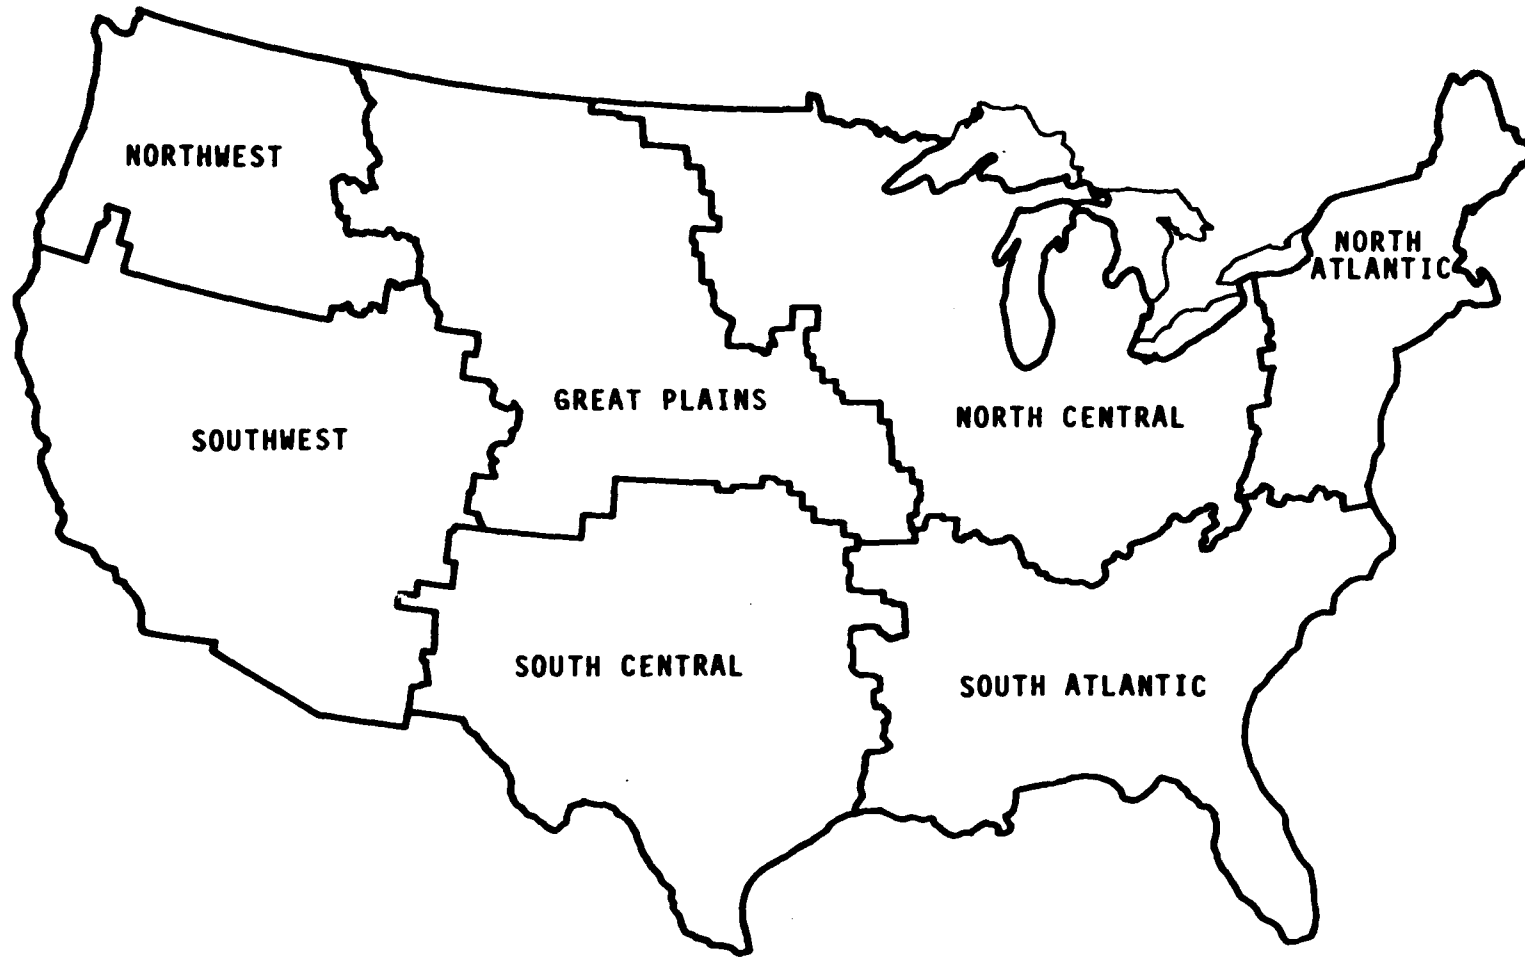 NORTHWEST
NORTH
ATLANTIC
GREAT PLAINS
NORTH CENTRAL
SOUTHWEST
SOUTH CENTRAL
SOUTH ATLANTIC